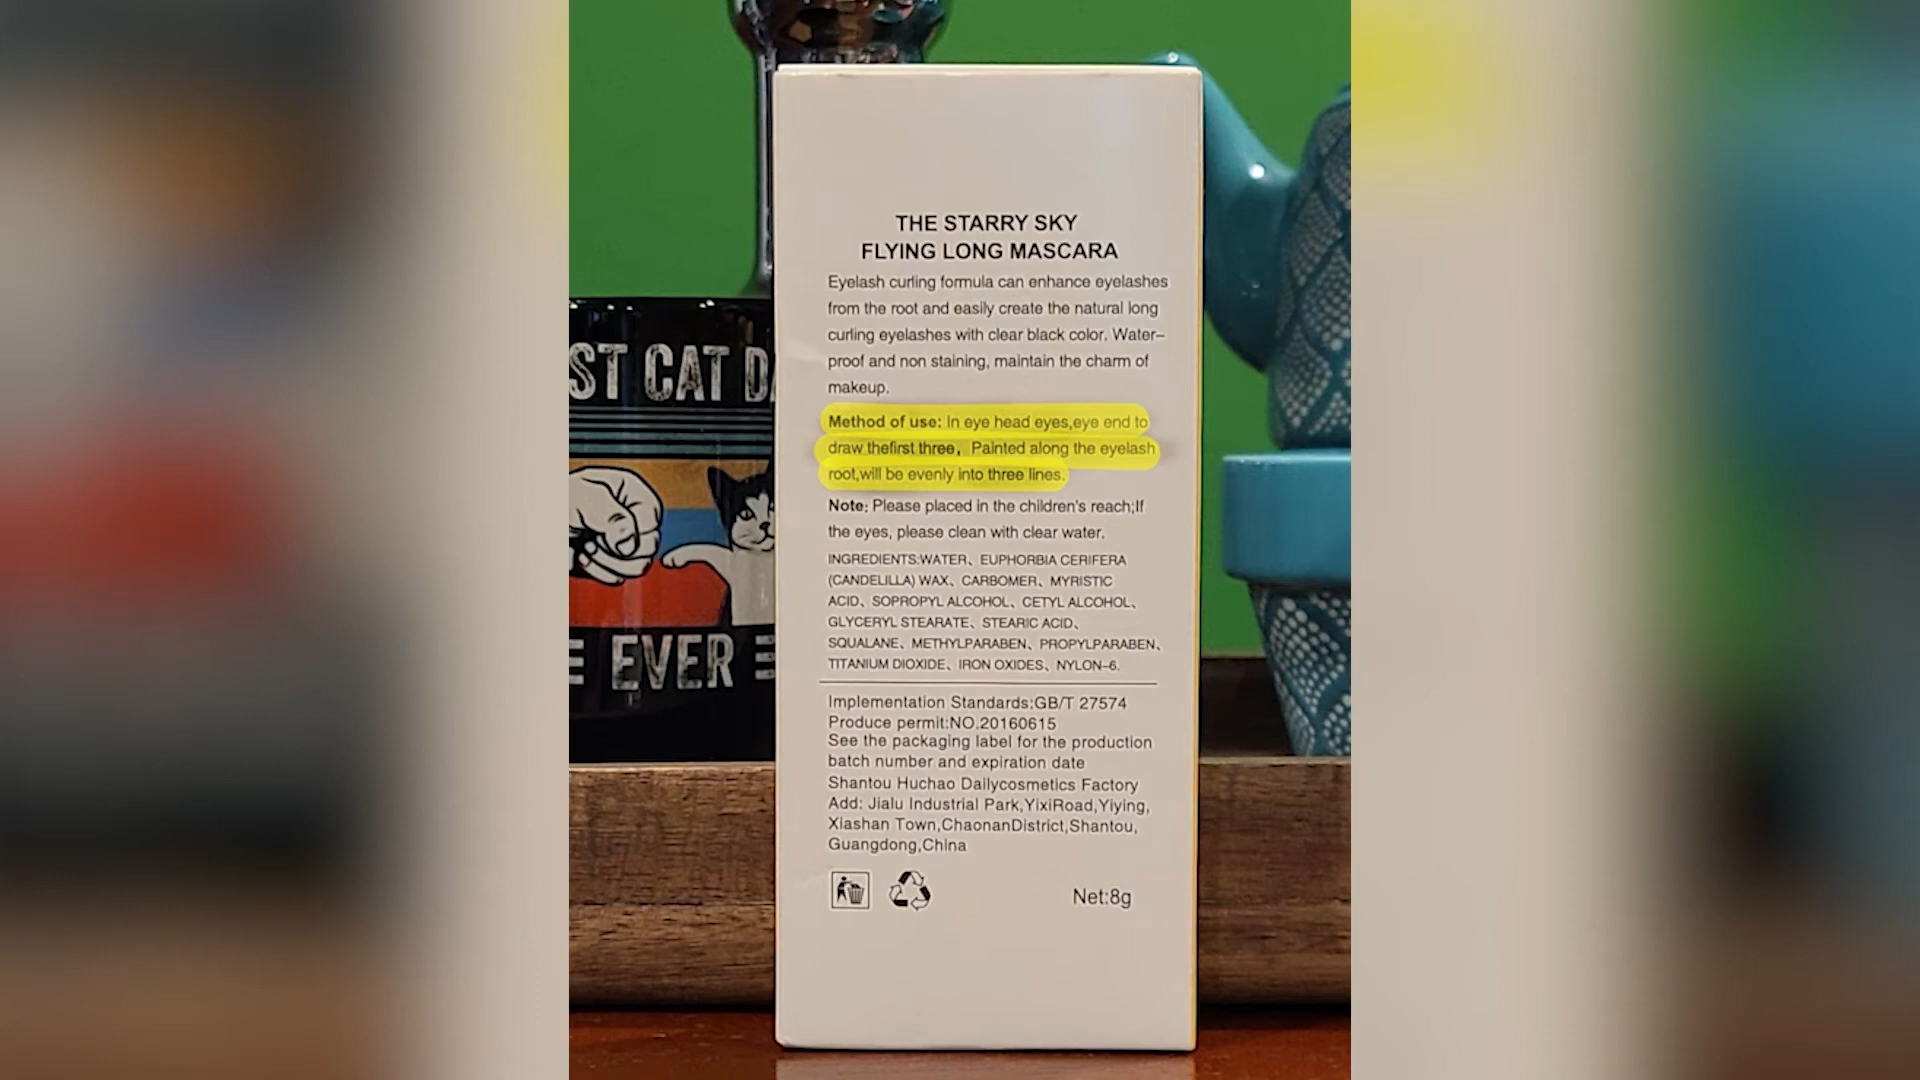 THE STARRY SKY
FLYING LONG MASCARA
Eyelash curling formula can enhance eyelashes
from the root and easily create the natural long
curling eyelashes with clear black color. Water-
proof and non staining, maintain the charm of
makeup.
Method of use: In eye head eyes,eye end to
draw thefirst three, Painted along the eyelash
root,will be evenly into three lines.
Note: Please placed in the children's reach;If
the eyes, please clean with clear water.
INGREDIENTS:WATER、EUPHORBIA CERIFERA
(CANDELILLA) WAX、CARBOMER、MYRISTIC
ACID、SOPROPYL ALCOHOL、CETYL ALCOHOL、
GLYCERYL STEARATE、STEARIC ACID、
SQUALANE、METHYLPARABEN、PROPYLPARABEN、
TITANIUM DIOXIDE、IRON OXIDES、NYLON-6.
Implementation Standards:GB/T 27574
Produce permit:NO.20160615
See the packaging label for the production
batch number and expiration date
Shantou Huchao Dailycosmetics Factory
Add: Jialu Industrial Park,YixiRoad,Yiying,
Xiashan Town,ChaonanDistrict,Shantou,
Guangdong,China
Net:8g
ST CAT DA
EVER